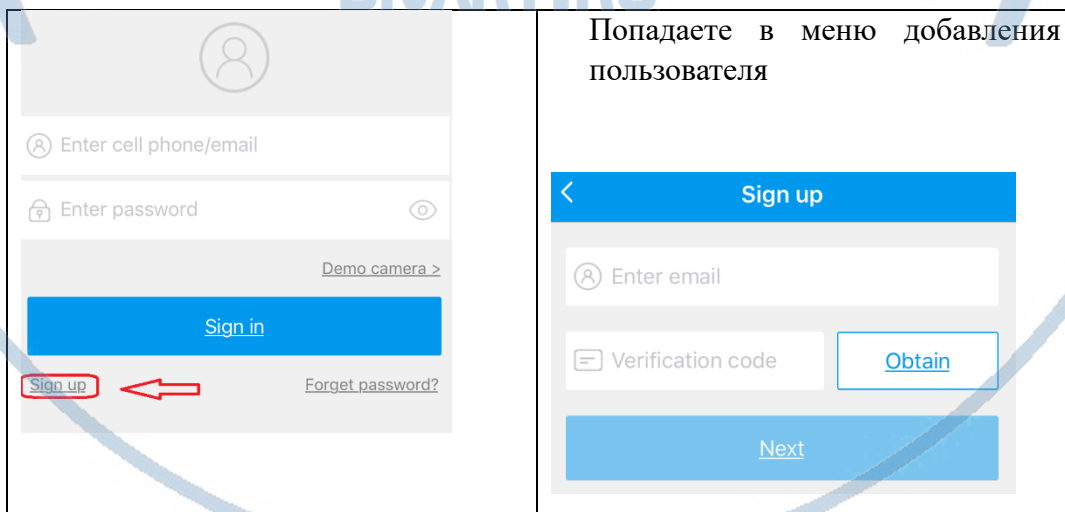 Enter cell phone/email
Enter password
Demo camera >
Sign in
Sign up
Forget password?
Попадаете в меню добавления
пользователя
Sign up
Enter email
Verification code
Obtain
Next